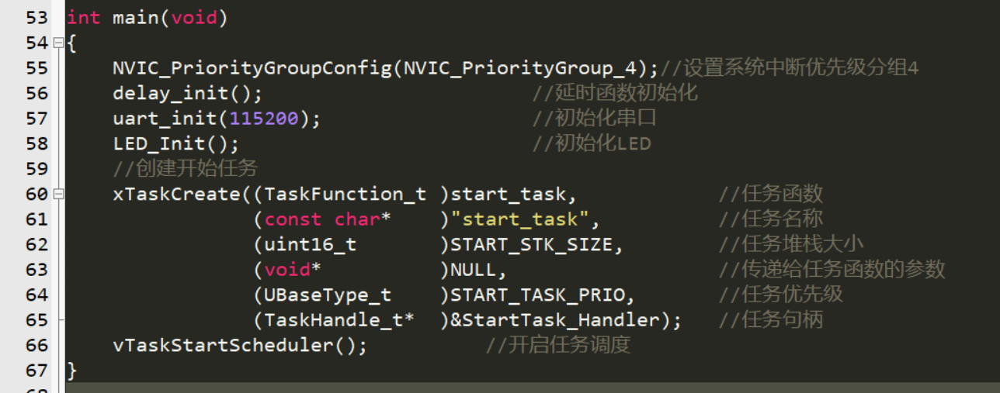 53 int main(void)
54 {
55     NVIC_PriorityGroupConfig(NVIC_PriorityGroup_4);//设置系统中断优先级分组4
56     delay_init();                       //延时函数初始化
57     uart_init(115200);                  //初始化串口
58     LED_Init();                         //初始化LED
59     //创建开始任务
60     xTaskCreate((TaskFunction_t )start_task,            //任务函数
61                 (const char*    )"start_task",          //任务名称
62                 (uint16_t       )START_STK_SIZE,        //任务堆栈大小
63                 (void*          )NULL,                  //传递给任务函数的参数
64                 (UBaseType_t    )START_TASK_PRIO,       //任务优先级
65                 (TaskHandle_t*  )&StartTask_Handler);   //任务句柄
66     vTaskStartScheduler();          //开启任务调度
67 }